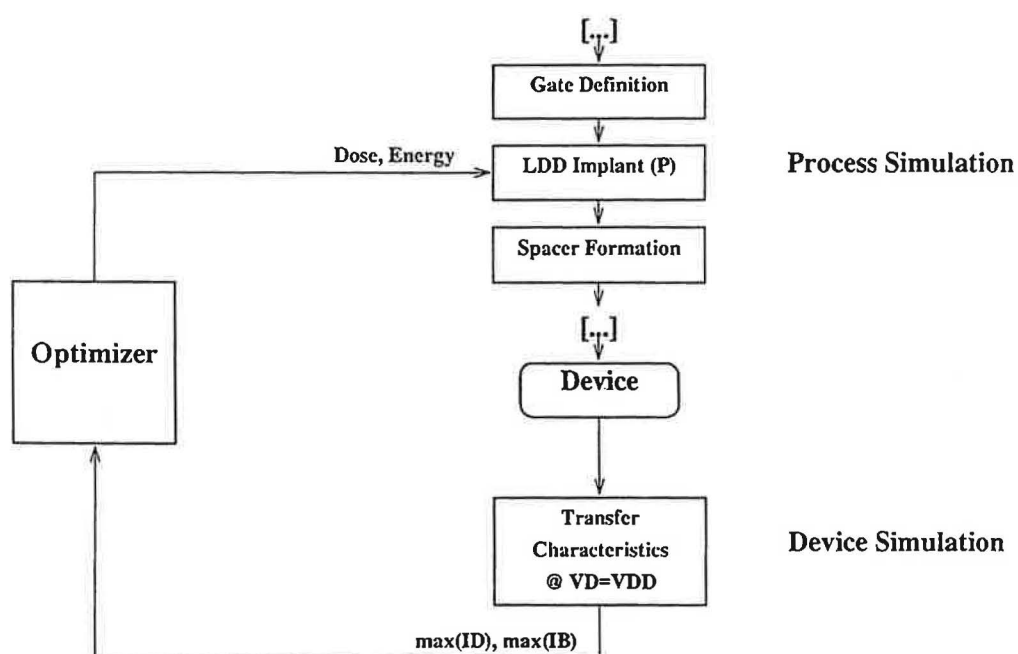 [...]
Gate Definition
Dose, Energy
LDD Implant (P)
Process Simulation
Spacer Formation
[...]
Optimizer
Device
Transfer
Characteristics
@ VD=VDD
Device Simulation
max(ID), max(IB)